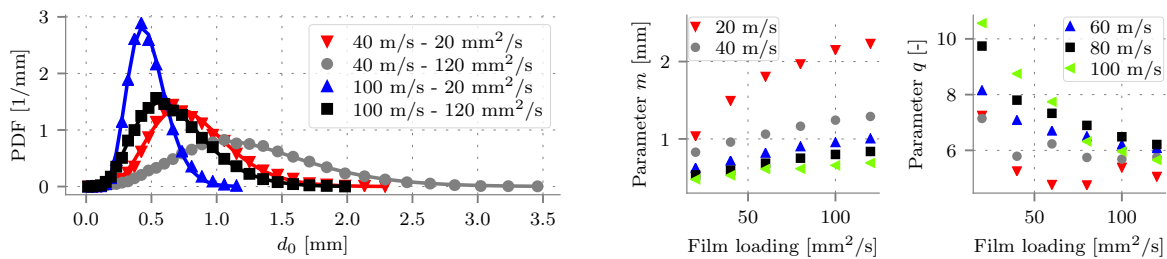 PDF [1/mm]
3
2
1
0
0.0 0.5 1.0 1.5 2.0 2.5 3.0 3.5
d₀ [mm]
40 m/s - 20 mm²/s
40 m/s - 120 mm²/s
100 m/s - 20 mm²/s
100 m/s - 120 mm²/s
Parameter m [mm]
2
1
50 100
Film loading [mm²/s]
20 m/s
40 m/s
Parameter q [-]
10
8
6
50 100
Film loading [mm²/s]
60 m/s
80 m/s
100 m/s